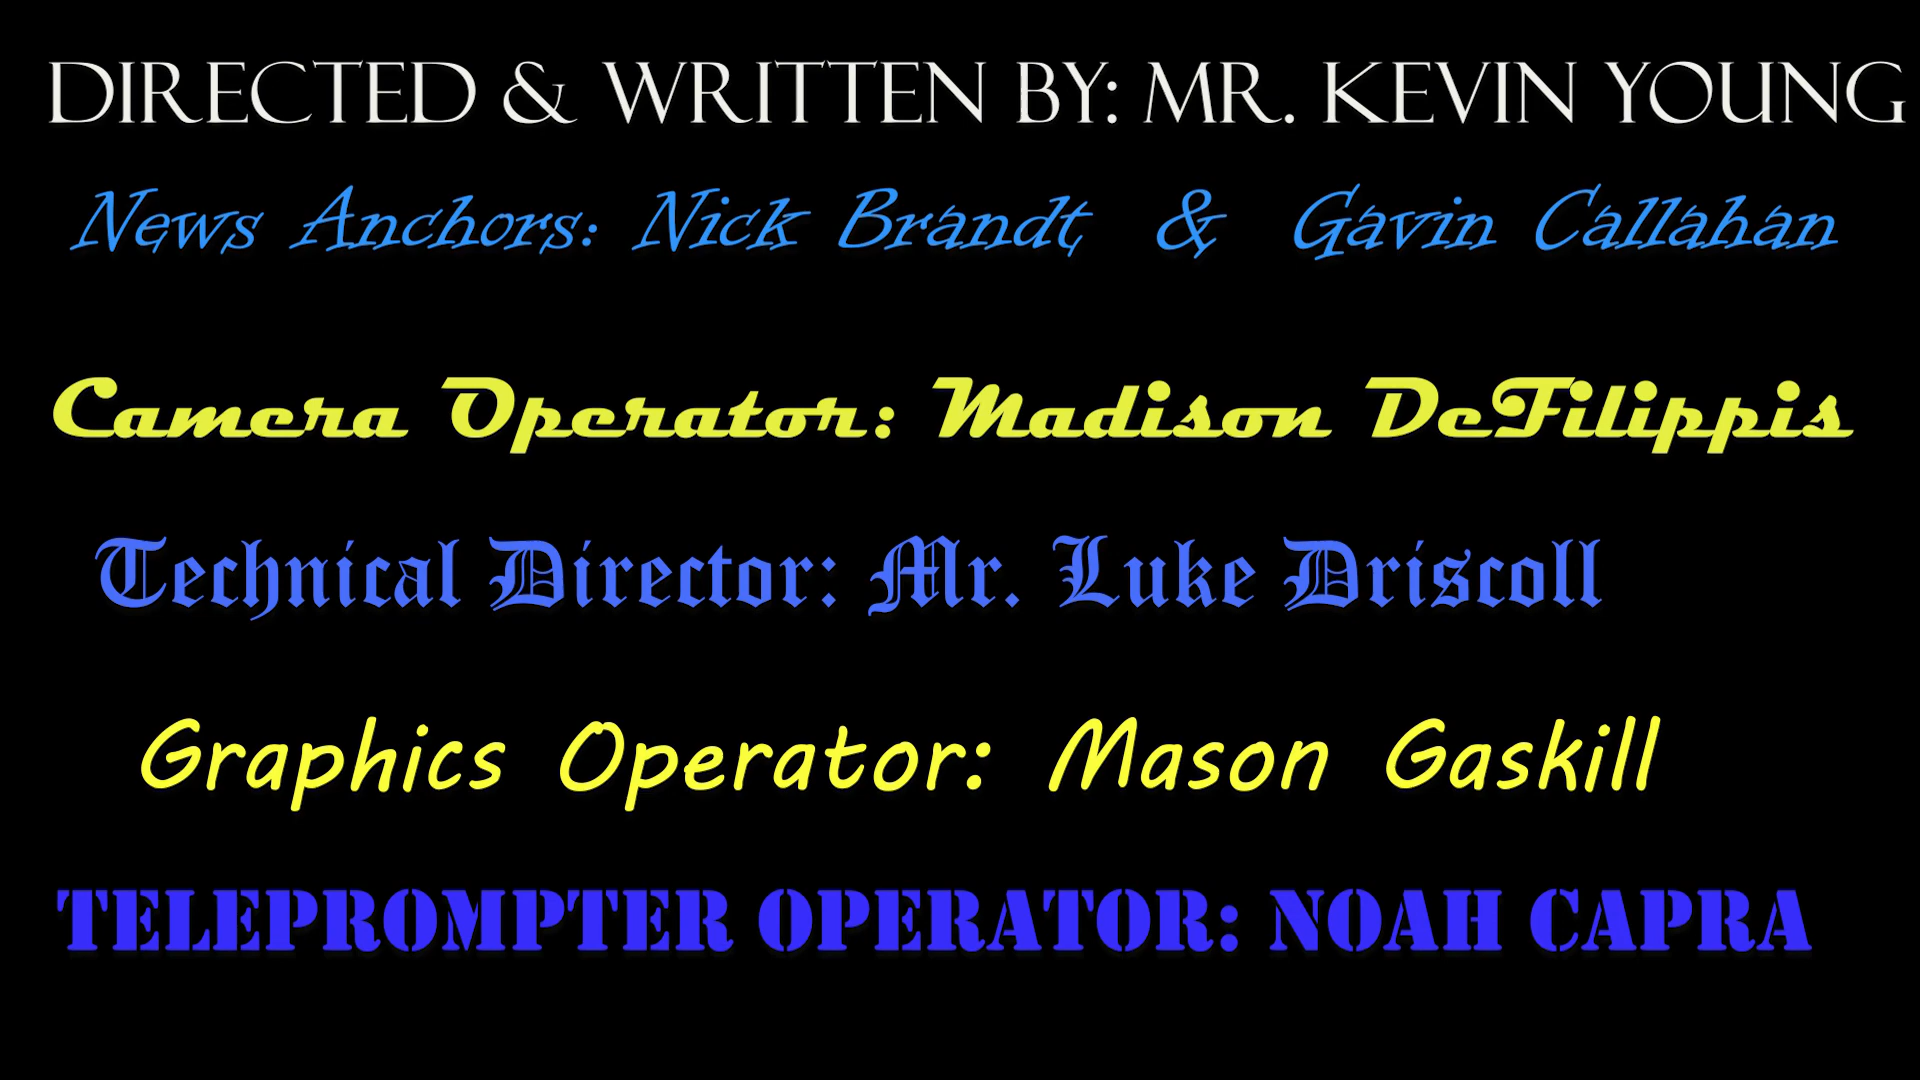 DIRECTED & WRITTEN BY: MR. KEVIN YOUNG
News Anchors: Nick Brandt & Gavin Callahan
Camera Operator: Madison DeFilippis
Technical Director: Mr. Luke Driscoll
Graphics Operator: Mason Gaskill
TELEPROMPTER OPERATOR: NOAH CAPRA